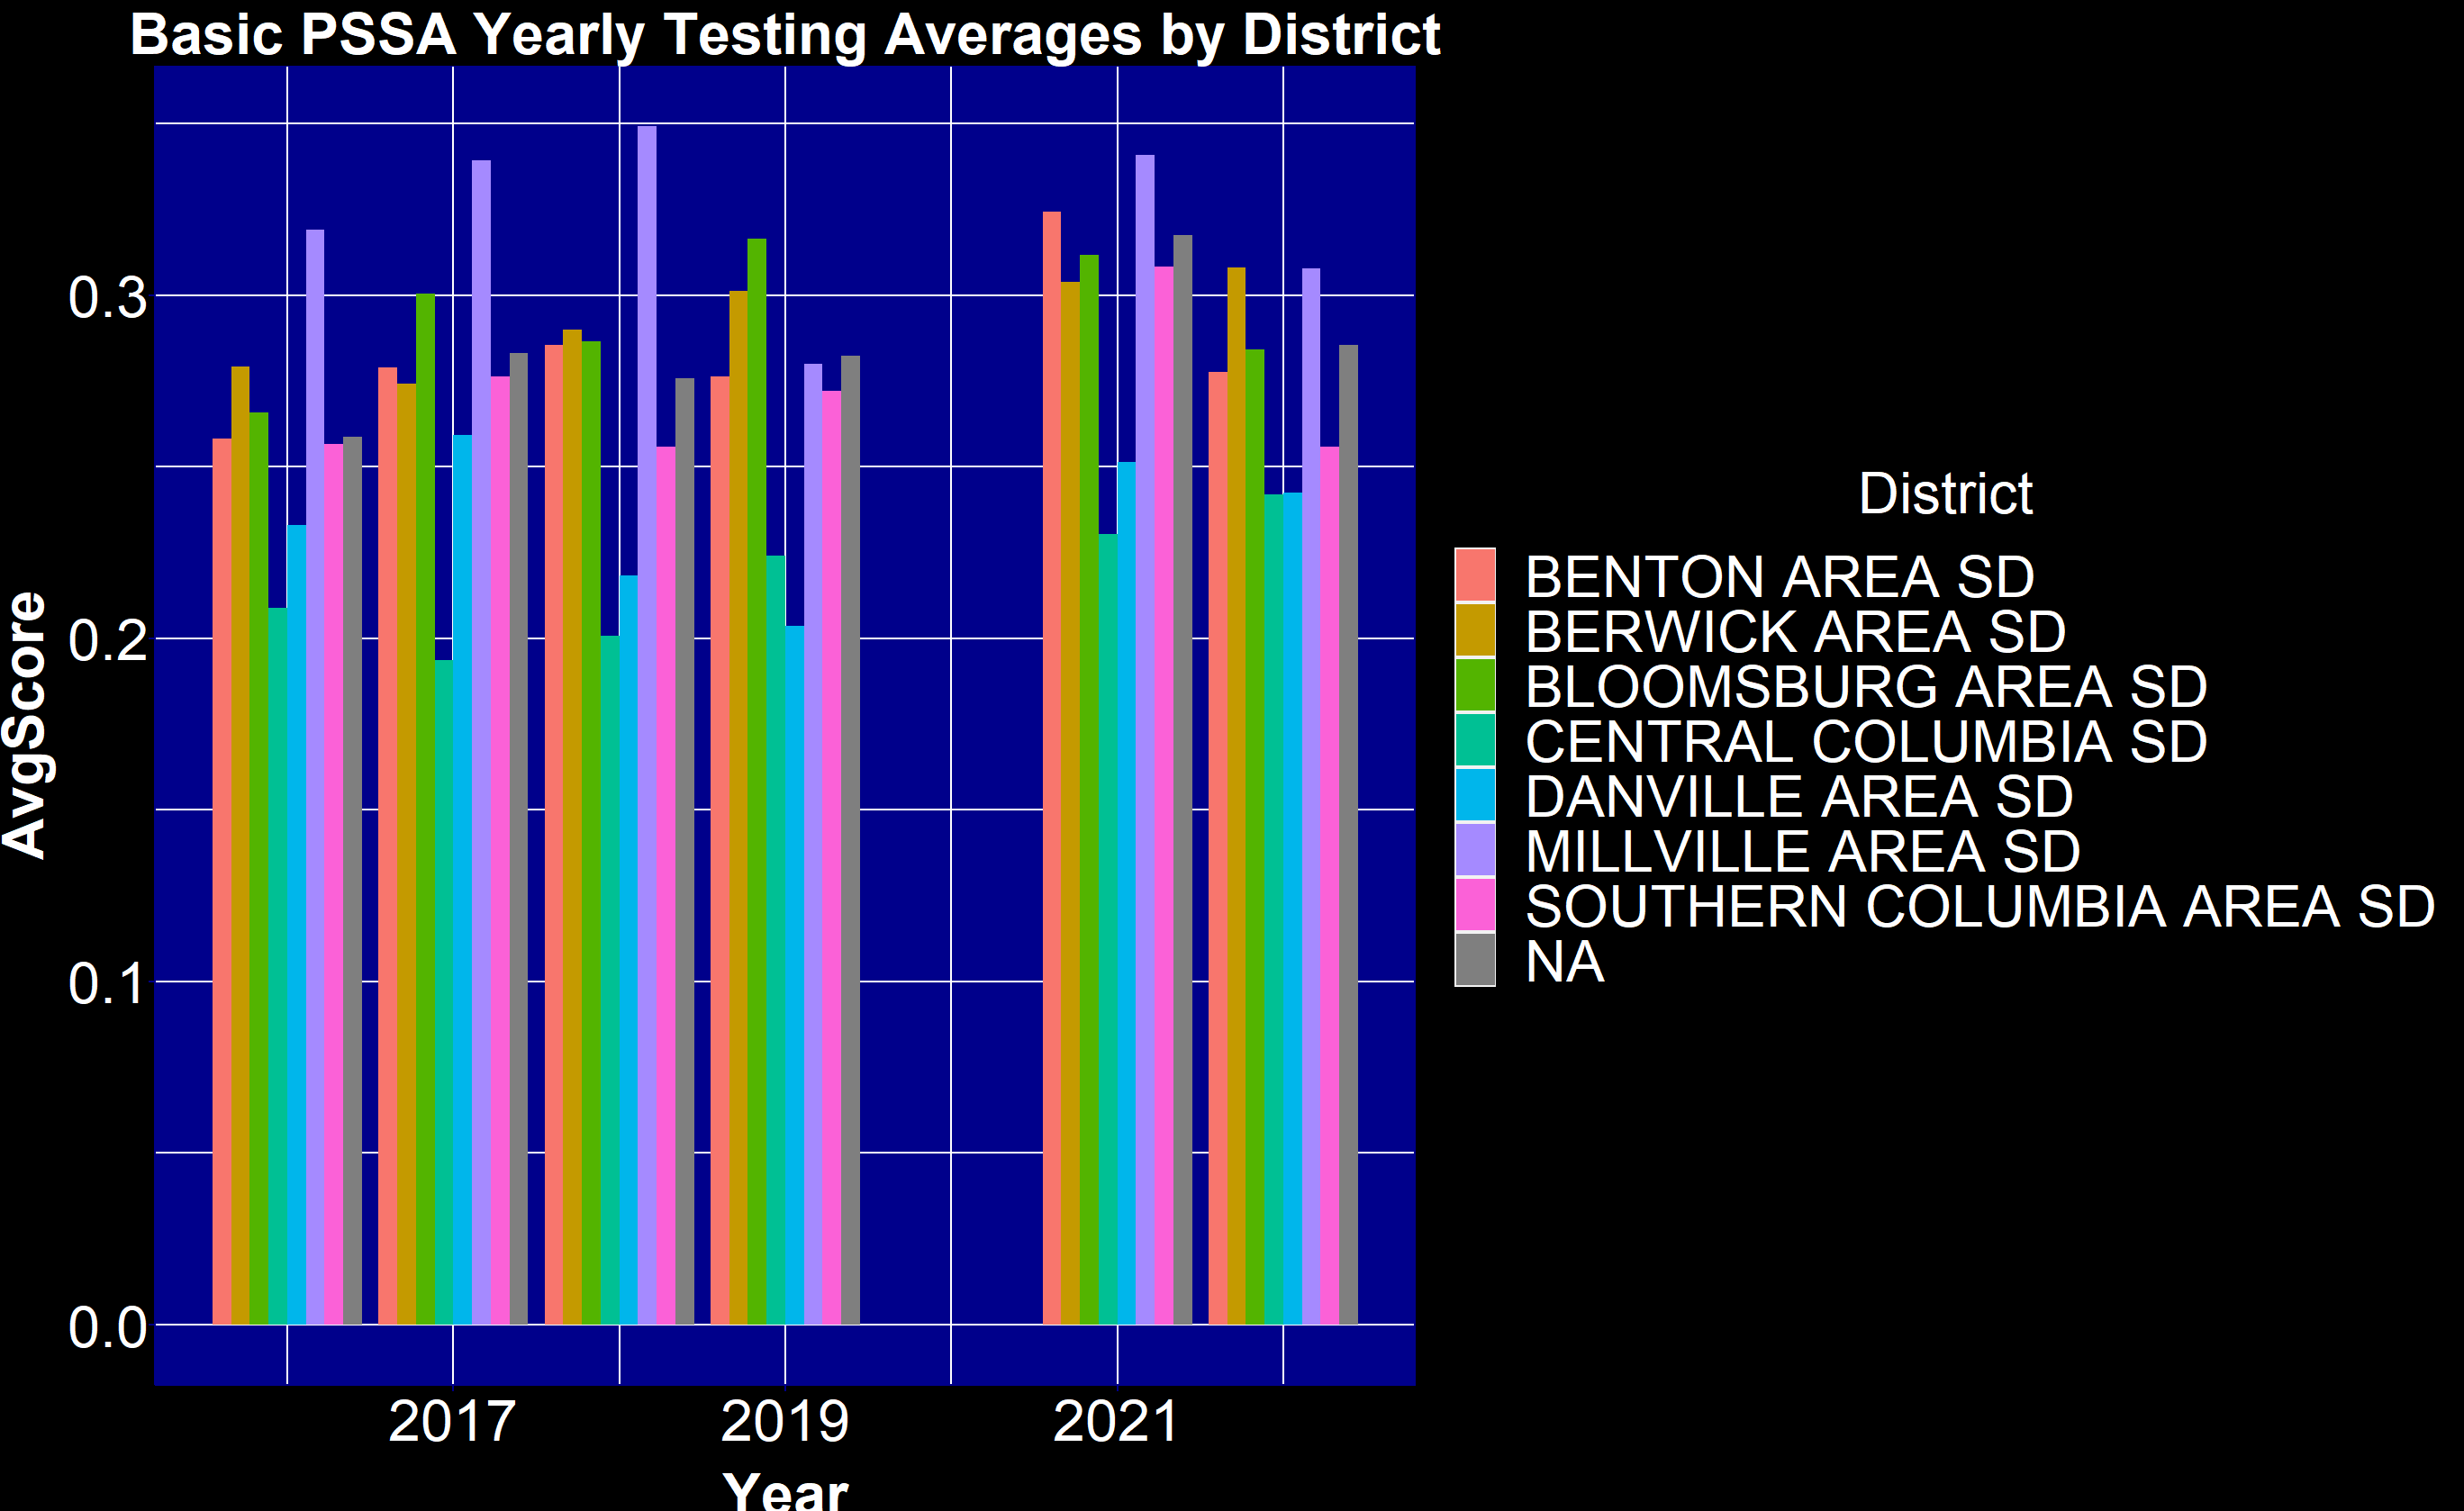 Basic PSSA Yearly Testing Averages by District
AvgScore
0.3
0.2
0.1
0.0
2017 2019 2021
Year
District
BENTON AREA SD
BERWICK AREA SD
BLOOMSBURG AREA SD
CENTRAL COLUMBIA SD
DANVILLE AREA SD
MILLVILLE AREA SD
SOUTHERN COLUMBIA AREA SD
NA